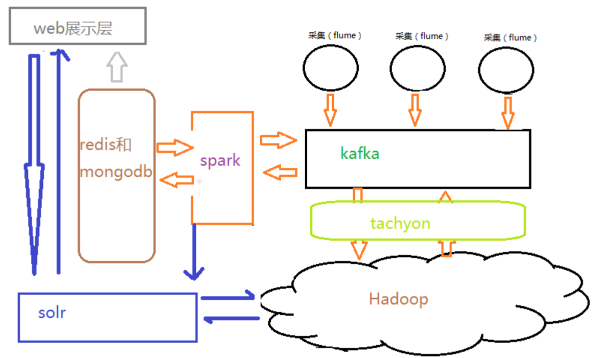 web展示层
采集（flume）
采集（flume）
采集（flume）
redis和
mongodb
spark
kafka
tachyon
Hadoop
solr